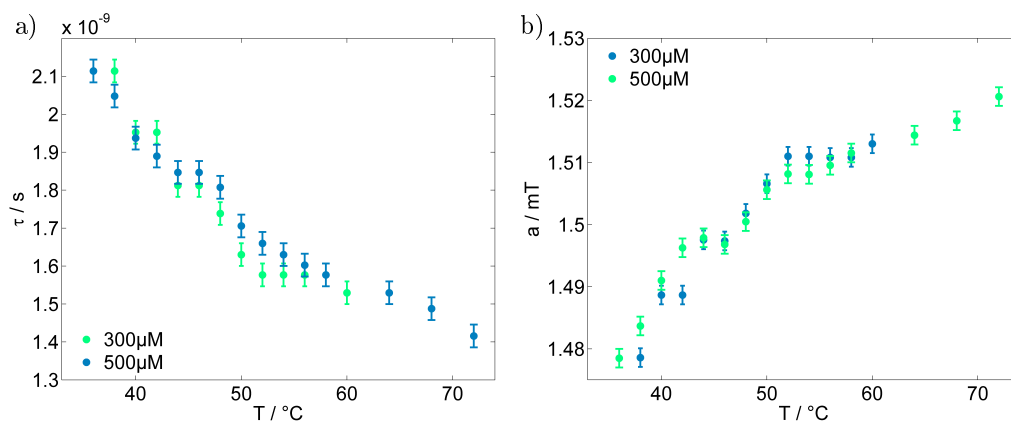 a)
x 10⁻⁹
2.1
2
1.9
1.8
1.7
1.6
1.5
1.4
1.3
τ / s
300µM
500µM
40 50 60 70
T / °C
b)
1.53
1.52
1.51
1.5
1.49
1.48
a / mT
300µM
500µM
40 50 60 70
T / °C